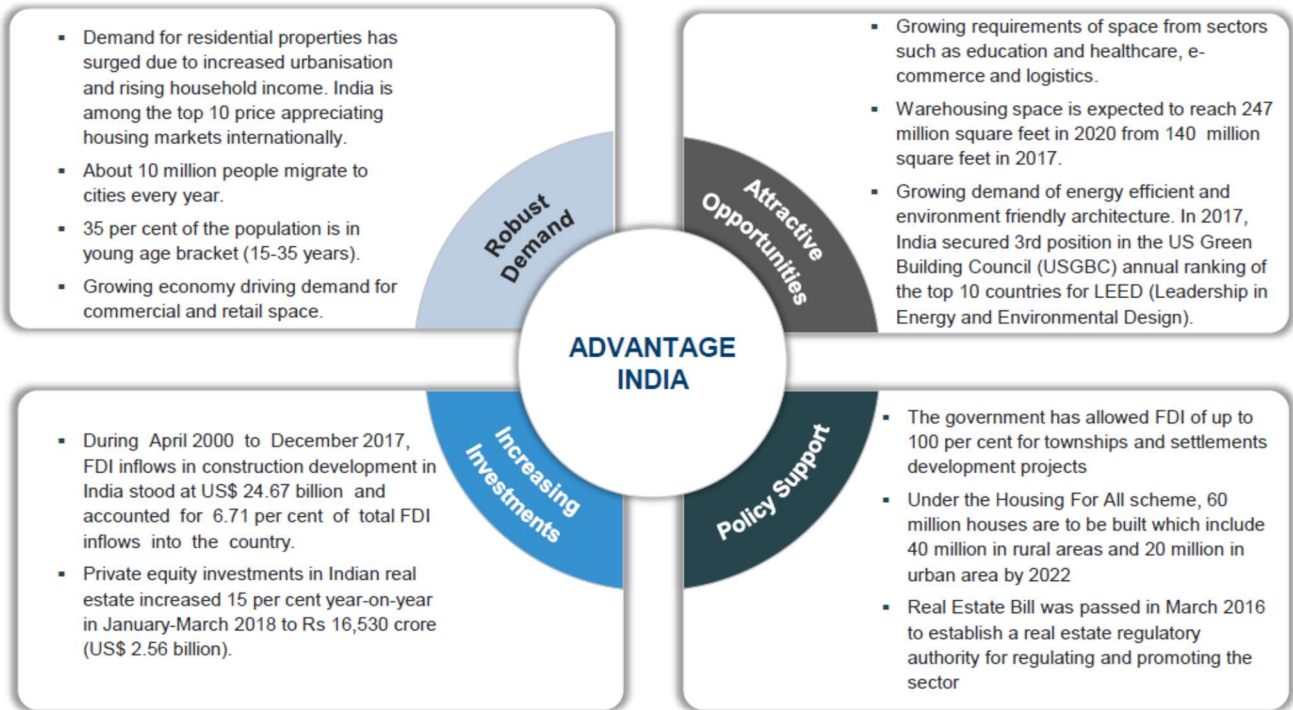 ▪ Demand for residential properties has
surged due to increased urbanisation
and rising household income. India is
among the top 10 price appreciating
housing markets internationally.
▪ About 10 million people migrate to
cities every year.
▪ 35 per cent of the population is in
young age bracket (15-35 years).
▪ Growing economy driving demand for
commercial and retail space.
Robust
Demand
▪ Growing requirements of space from sectors
such as education and healthcare, e-
commerce and logistics.
▪ Warehousing space is expected to reach 247
million square feet in 2020 from 140 million
square feet in 2017.
▪ Growing demand of energy efficient and
environment friendly architecture. In 2017,
India secured 3rd position in the US Green
Building Council (USGBC) annual ranking of
the top 10 countries for LEED (Leadership in
Energy and Environmental Design).
Attractive
Opportunities
ADVANTAGE
INDIA
▪ During April 2000 to December 2017,
FDI inflows in construction development in
India stood at US$ 24.67 billion and
accounted for 6.71 per cent of total FDI
inflows into the country.
▪ Private equity investments in Indian real
estate increased 15 per cent year-on-year
in January-March 2018 to Rs 16,530 crore
(US$ 2.56 billion).
Increasing
Investments
▪ The government has allowed FDI of up to
100 per cent for townships and settlements
development projects
▪ Under the Housing For All scheme, 60
million houses are to be built which include
40 million in rural areas and 20 million in
urban area by 2022
▪ Real Estate Bill was passed in March 2016
to establish a real estate regulatory
authority for regulating and promoting the
sector
Policy Support